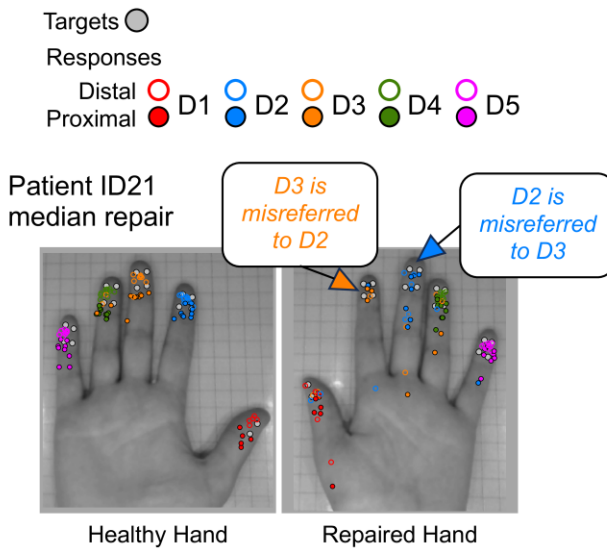 Targets
Responses
Distal
Proximal
D1
D2
D3
D4
D5
Patient ID21
median repair
D3 is
misreferred
to D2
D2 is
misreferred
to D3
Healthy Hand
Repaired Hand